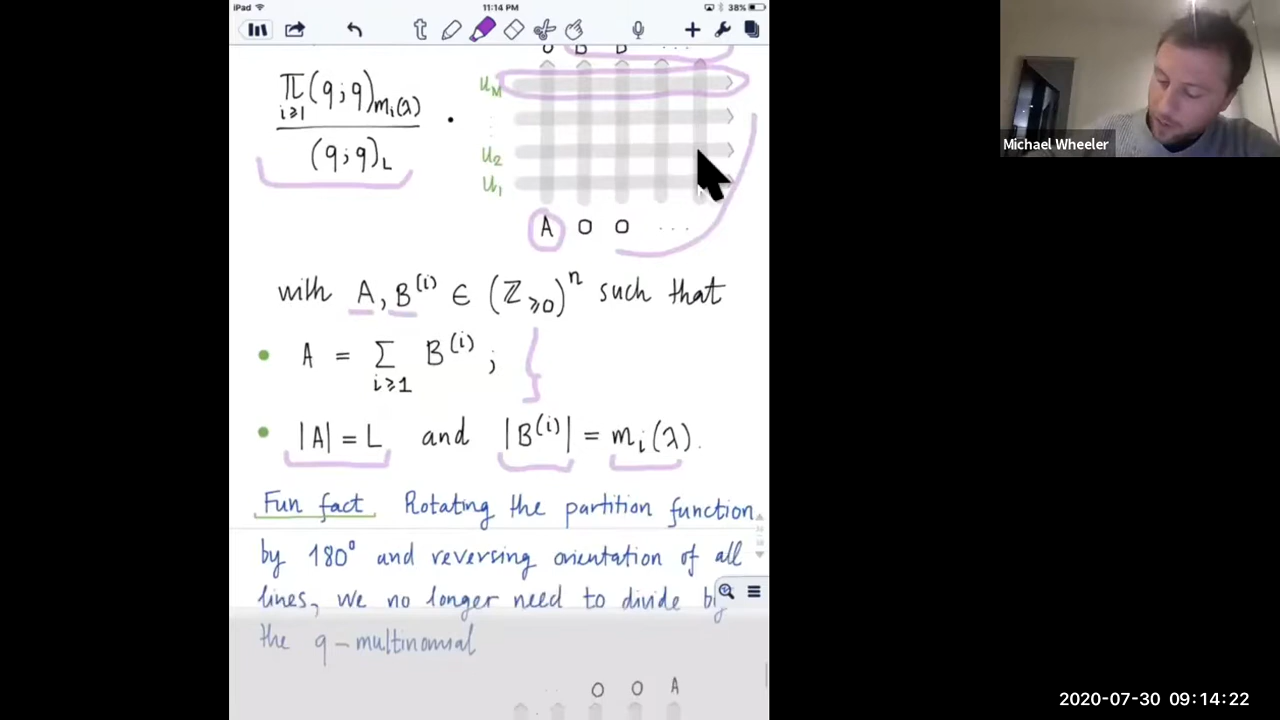 iPad 11:14 PM 38%
t
0 B B ...
∏ i≥1 (q;q) m_i(λ)
(q;q)_L
·
u_M
⋮
u_2
u_1
A 0 0 ...
with A, B^(i) ∈ (ℤ_≥0)^n such that
• A = Σ i≥1 B^(i) ;
• |A| = L and |B^(i)| = m_i(λ).
Fun fact Rotating the partition function
by 180° and reversing orientation of all
lines, we no longer need to divide by
the q-multinomial
.. 0 0 A
Michael Wheeler
2020-07-30 09:14:22